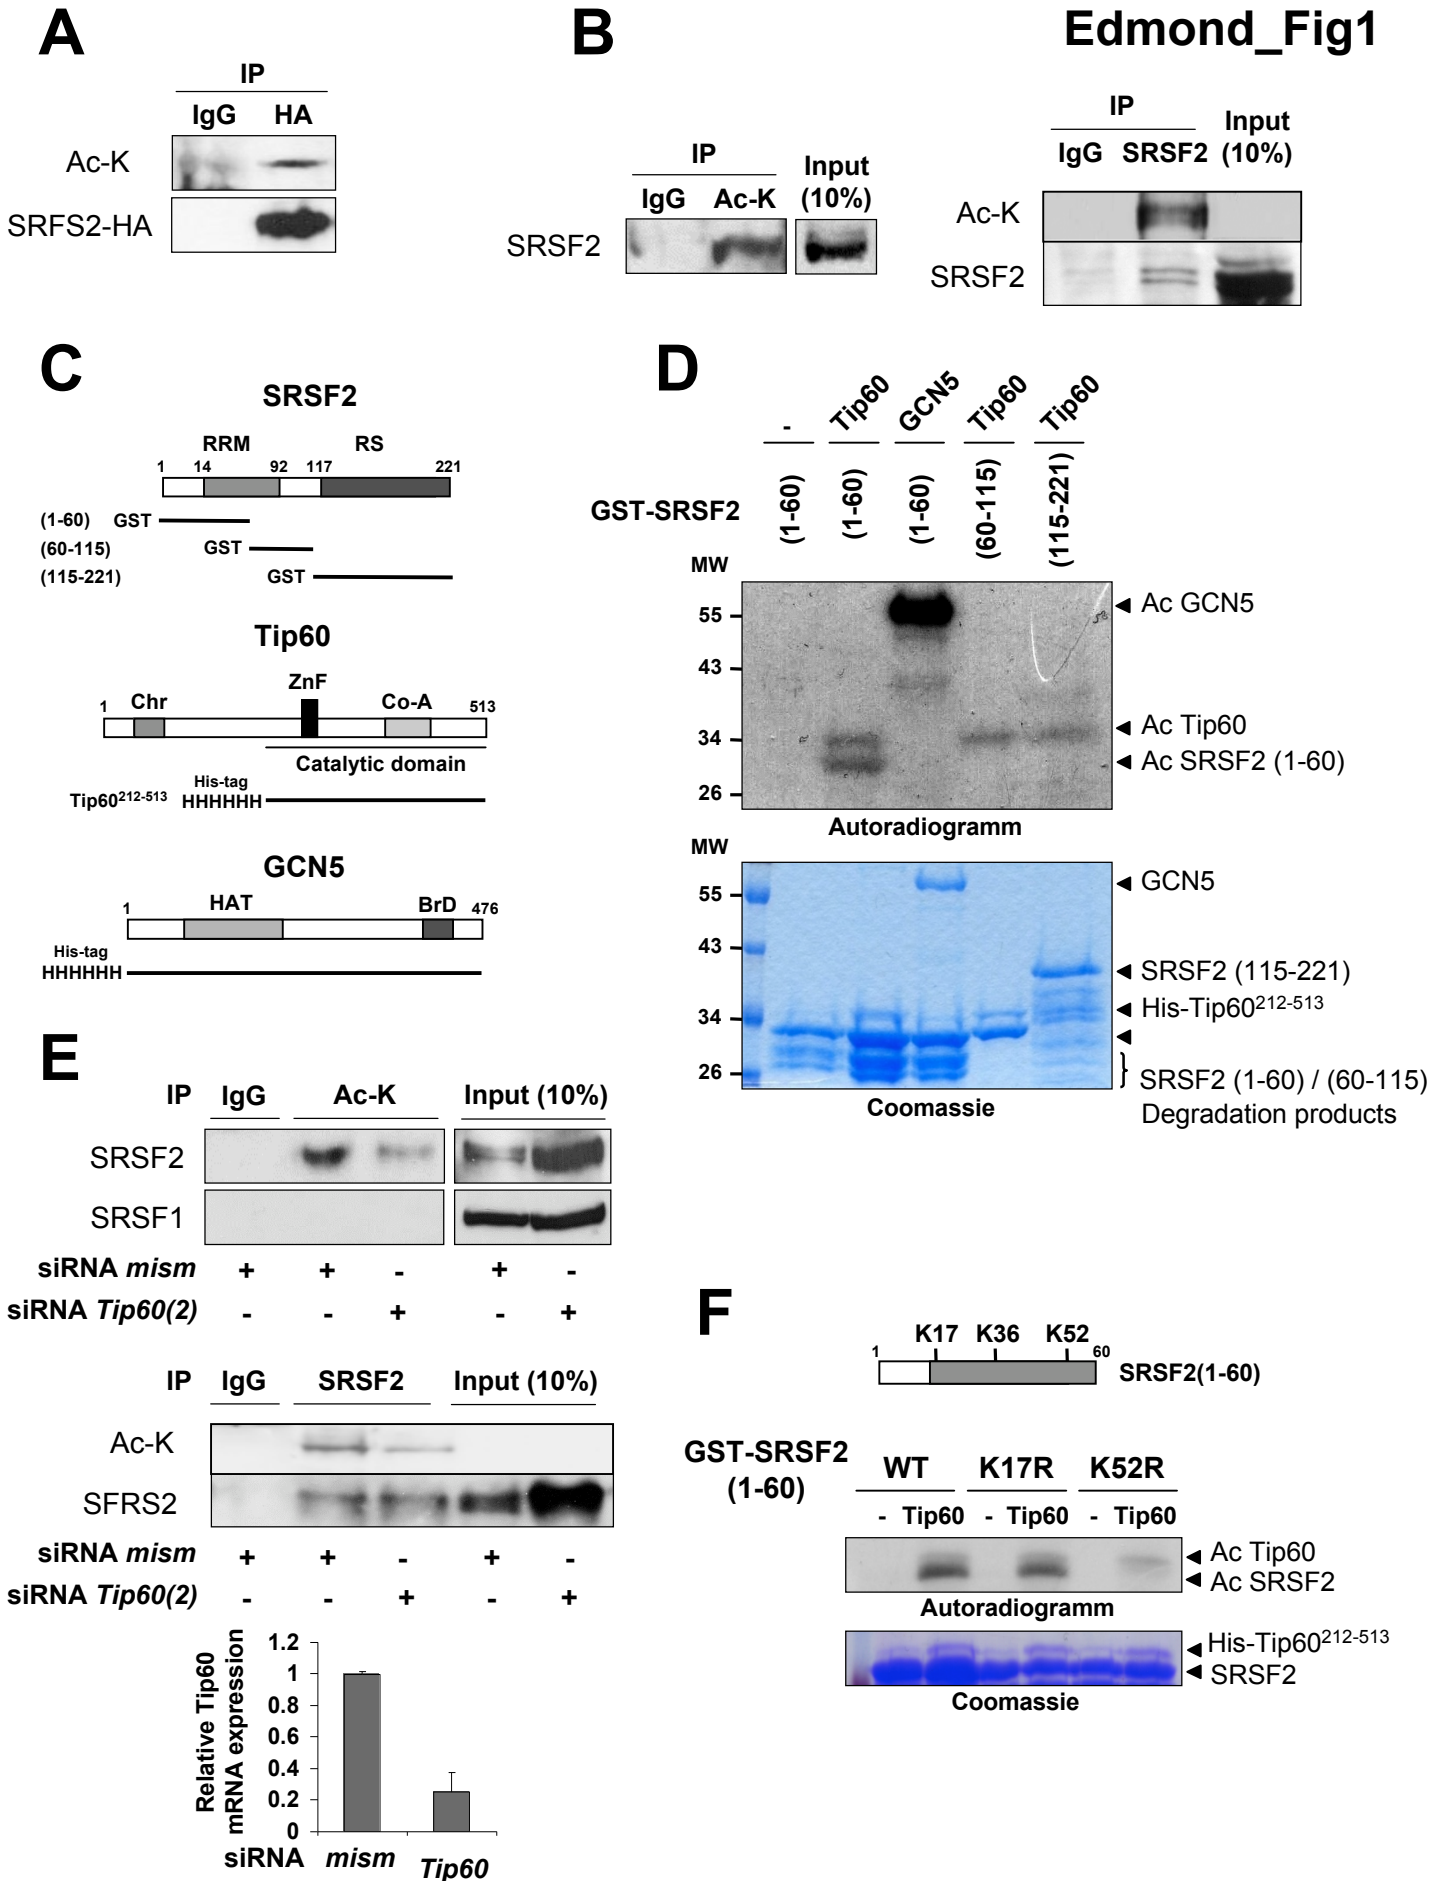 Edmond_Fig1
A
IP
IgG HA
Ac-K
SRFS2-HA
B
IP
IgG Ac-K
Input
(10%)
SRSF2
IP
IgG SRSF2
Input
(10%)
Ac-K
SRSF2
C
SRSF2
RRM RS
1 14 92 117 221
(1-60) GST
(60-115) GST
(115-221) GST
Tip60
ZnF
1 Chr Co-A 513
Catalytic domain
His-tag
Tip60212-513 HHHHHH
GCN5
1 HAT BrD 476
His-tag
HHHHHH
D
- Tip60 GCN5 Tip60 Tip60
GST-SRSF2 (1-60) (1-60) (1-60) (60-115) (115-221)
MW
55
43
34
26
Ac GCN5
Ac Tip60
Ac SRSF2 (1-60)
Autoradiogramm
MW
55
43
34
26
GCN5
SRSF2 (115-221)
His-Tip60212-513
SRSF2 (1-60) / (60-115)
Degradation products
Coomassie
E
IP IgG Ac-K Input (10%)
SRSF2
SRSF1
siRNA mism + + - + -
siRNA Tip60(2) - - + - +
IP IgG SRSF2 Input (10%)
Ac-K
SFRS2
siRNA mism + + - + -
siRNA Tip60(2) - - + - +
Relative Tip60
mRNA expression
1.2
1
0.8
0.6
0.4
0.2
0
siRNA mism Tip60
F
K17 K36 K52
1 60
SRSF2(1-60)
GST-SRSF2
(1-60)
WT K17R K52R
- Tip60 - Tip60 - Tip60
Ac Tip60
Ac SRSF2
Autoradiogramm
His-Tip60212-513
SRSF2
Coomassie